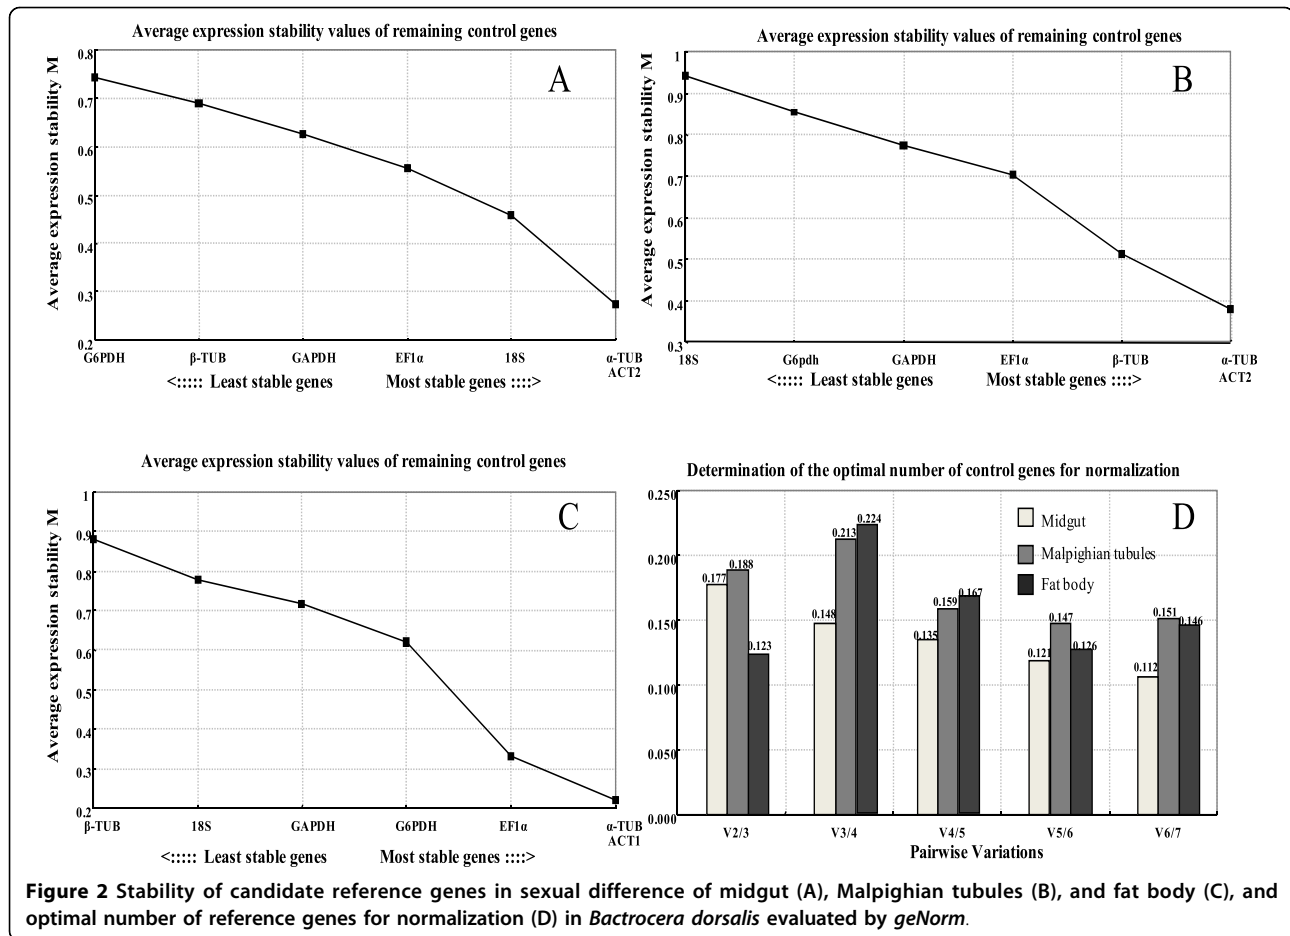 Average expression stability values of remaining control genes
A
Average expression stability M
0.8
0.7
0.6
0.5
0.4
0.3
0.2
G6PDH β-TUB GAPDH EF1α 18S α-TUB
ACT2
<::::: Least stable genes Most stable genes ::::>
Average expression stability values of remaining control genes
B
Average expression stability M
1
0.9
0.8
0.7
0.6
0.5
0.4
0.3
18S G6pdh GAPDH EF1α β-TUB α-TUB
ACT2
<::::: Least stable genes Most stable genes ::::>
Average expression stability values of remaining control genes
C
Average expression stability M
1
0.9
0.8
0.7
0.6
0.5
0.4
0.3
0.2
β-TUB 18S GAPDH G6PDH EF1α α-TUB
ACT1
<::::: Least stable genes Most stable genes ::::>
Determination of the optimal number of control genes for normalization
D
Midgut
Malpighian tubules
Fat body
0.250
0.200
0.150
0.100
0.050
0.000
0.177 0.188 0.123
0.148 0.213 0.224
0.135 0.159 0.167
0.121 0.147 0.126
0.112 0.151 0.146
V2/3 V3/4 V4/5 V5/6 V6/7
Pairwise Variations
Figure 2 Stability of candidate reference genes in sexual difference of midgut (A), Malpighian tubules (B), and fat body (C), and
optimal number of reference genes for normalization (D) in Bactrocera dorsalis evaluated by geNorm.